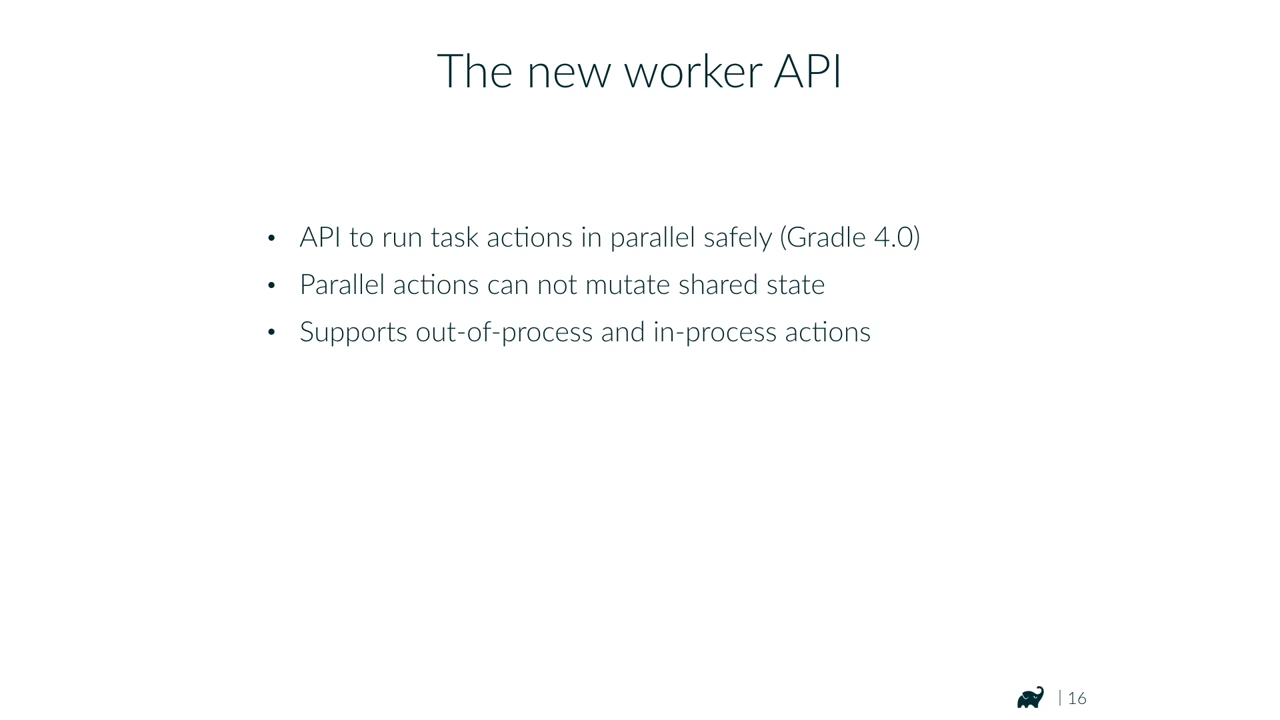 The new worker API
• API to run task actions in parallel safely (Gradle 4.0)
• Parallel actions can not mutate shared state
• Supports out-of-process and in-process actions
| 16